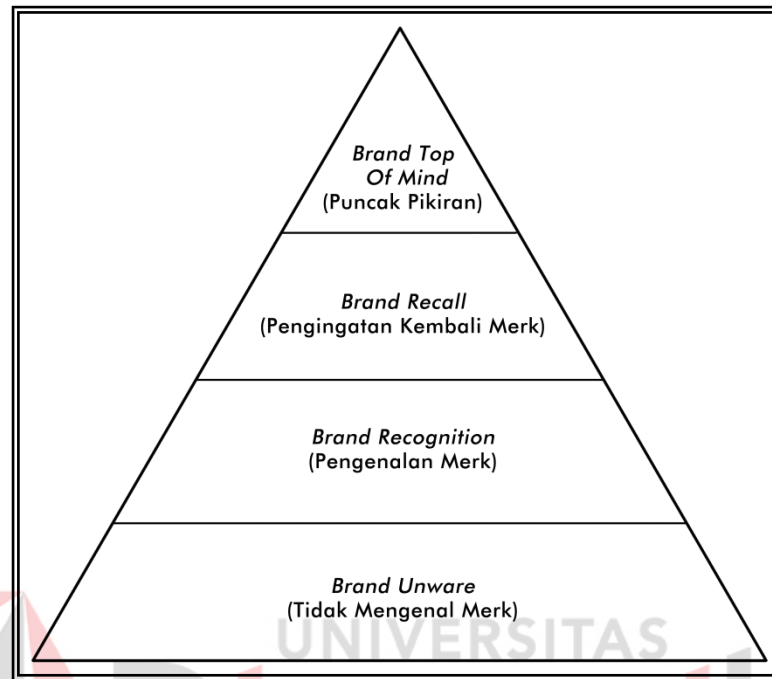 Brand Top
Of Mind
(Puncak Pikiran)
Brand Recall
(Pengingatan Kembali Merk)
Brand Recognition
(Pengenalan Merk)
Brand Unware
(Tidak Mengenal Merk)
UNIVERSITAS